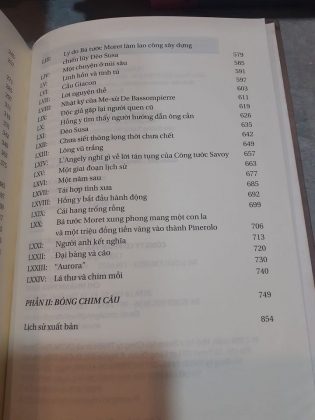 LIII: Lý do Bá tước Moret làm lao công xây dựng
chiến lũy Déo Susa 579
LIV: Một chuyện ở núi sâu 585
LV: Linh hồn và tinh tú 591
LVI: Cầu Giacon 597
LVII: Lời nguyện thề 603
LVIII: Nhật ký của Me-xừ De Bassompierre 611
LIX: Độc giả gặp lại người quen cũ 619
LX: Hồng y tìm thấy người hướng dẫn ông cần 626
LXI: Đèo Susa 635
LXII: Chưa siết thòng lọng thời chưa chết 642
LXIII: Lông và trắng 649
LXIV: L'Angely nghĩ gì về lời tán tụng của Công tước Savoy 657
LXV: Một giai đoạn lịch sử 663
LXVI: Một năm sau 677
LXVII: Tái hợp tình xưa 685
LXVIII: Hồng y bắt đầu hành động 692
LXIX: Cái hang trống rỗng 699
LXX: Bá tước Moret xung phong mang một con la
và một triệu đồng tiền vàng vào thành Pinerolo 706
LXXI: Người anh kết nghĩa 713
LXXII: Đại bàng và cáo 720
LXXIII: "Aurora" 730
LXXIV: Lá thư và chim mồi 740
PHẦN II: BỒNG CHIM CÂU 749
Lịch sử xuất bản 854